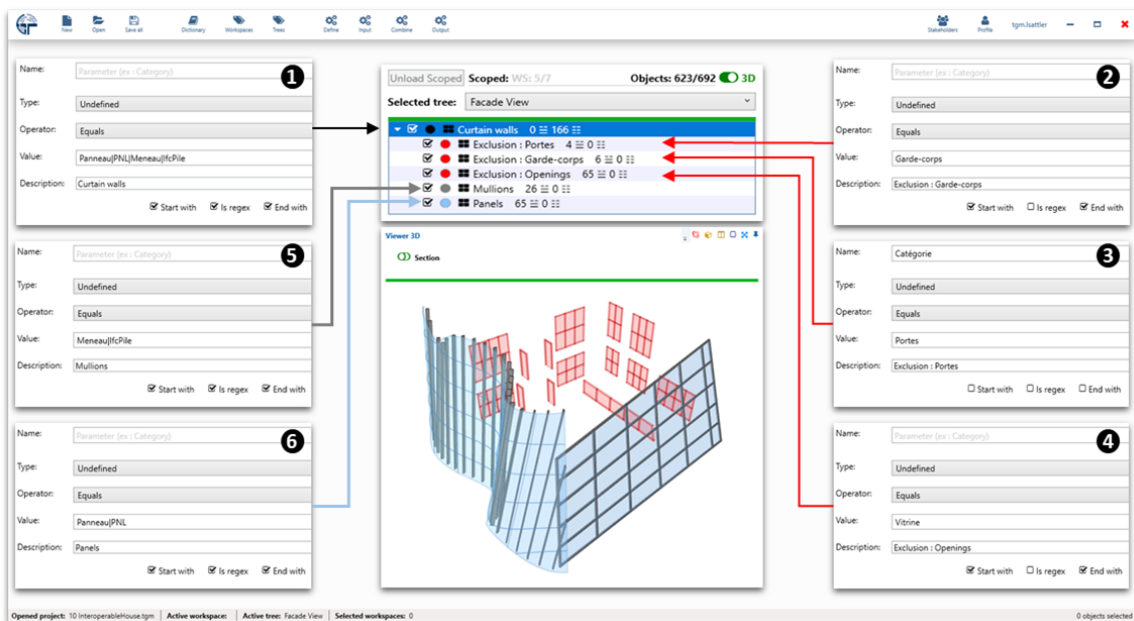 New Open Save all Dictionary Workspaces Trees Define Input Combine Output Stakeholders Profile tgm.lsattler
Name: Parameter (ex : Category) 1
Type: Undefined
Operator: Equals
Value: Panneau|PNL|Meneau|IfcPile
Description: Curtain walls
Start with Is regex End with
Name: Parameter (ex : Category) 5
Type: Undefined
Operator: Equals
Value: Meneau|IfcPile
Description: Mullions
Start with Is regex End with
Name: Parameter (ex : Category) 6
Type: Undefined
Operator: Equals
Value: Panneau|PNL
Description: Panels
Start with Is regex End with
Unload Scoped Scoped: WS: 5/7 Objects: 623/692 3D
Selected tree: Facade View
Curtain walls 0 166
Exclusion : Portes 4 0
Exclusion : Garde-corps 6 0
Exclusion : Openings 65 0
Mullions 26 0
Panels 65 0
Viewer 3D
Section
Name: Parameter (ex : Category) 2
Type: Undefined
Operator: Equals
Value: Garde-corps
Description: Exclusion : Garde-corps
Start with Is regex End with
Name: Catégorie 3
Type: Undefined
Operator: Equals
Value: Portes
Description: Exclusion : Portes
Start with Is regex End with
Name: Parameter (ex : Category) 4
Type: Undefined
Operator: Equals
Value: Vitrine
Description: Exclusion : Openings
Start with Is regex End with
Opened project: 10 InteroperableHouse.tgm Active workspace: Active tree: Facade View Selected workspaces: 0 0 objects selected